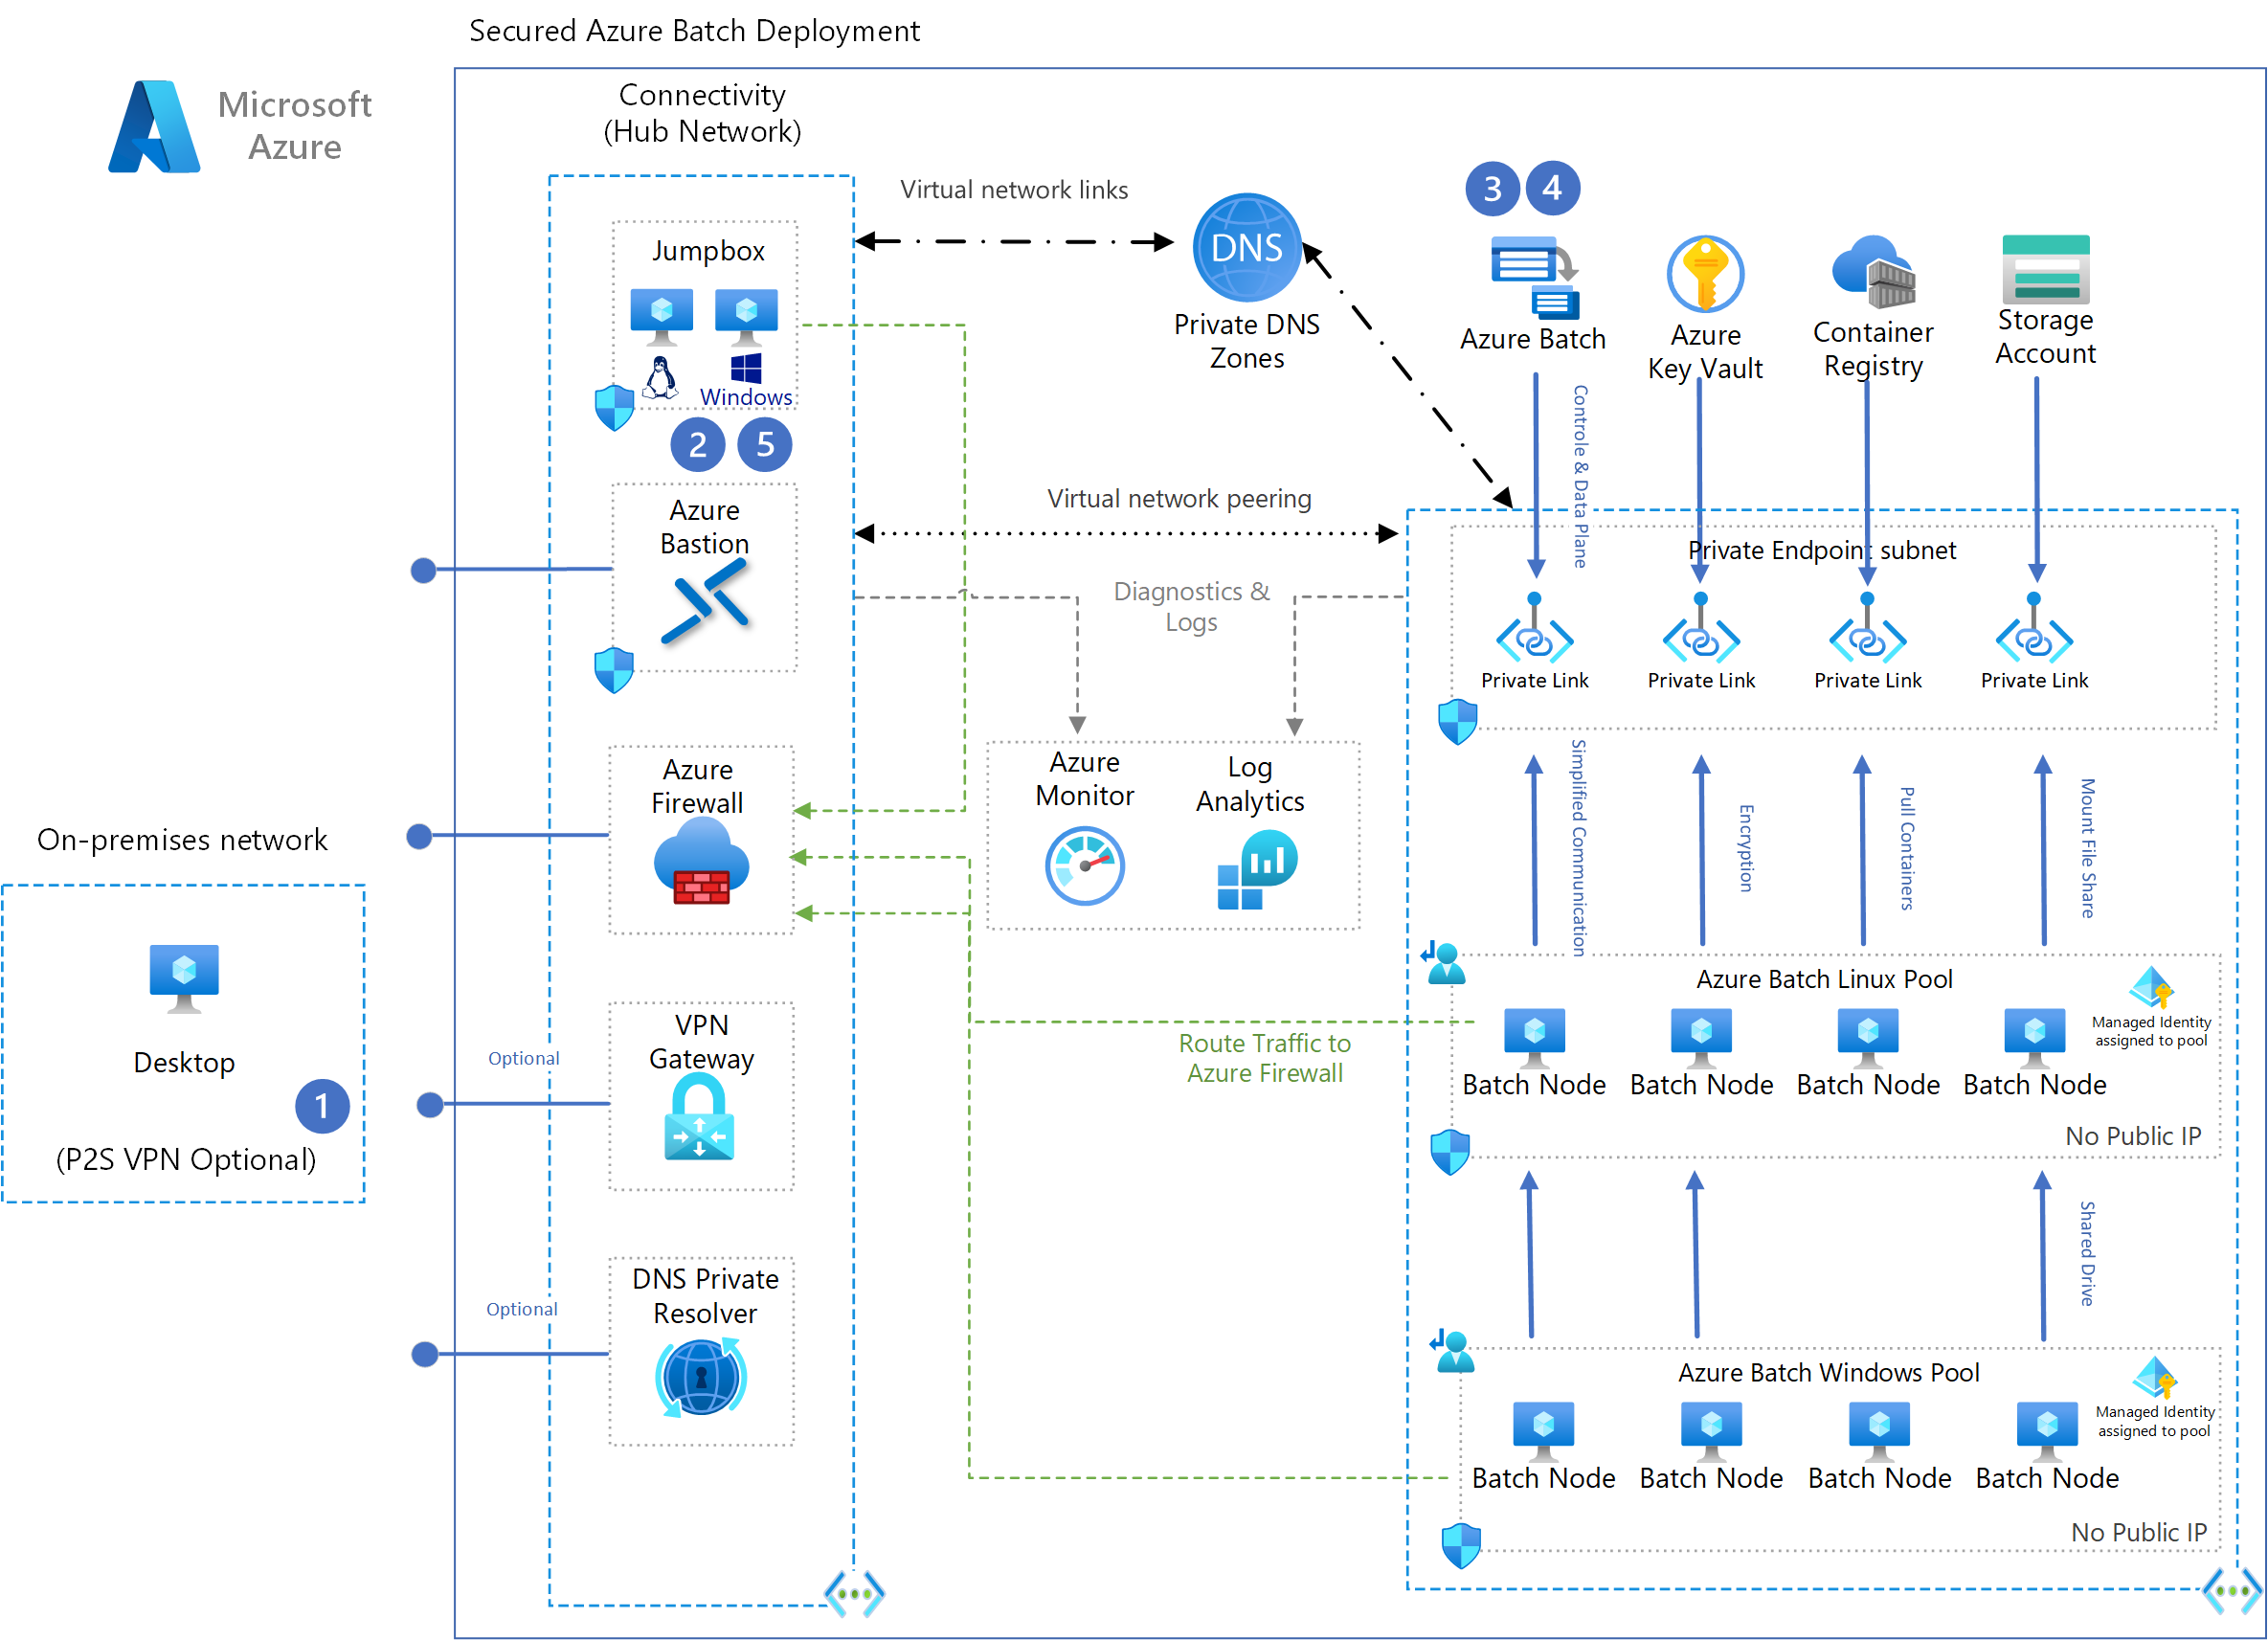 Secured Azure Batch Deployment
Microsoft
Azure
Connectivity
(Hub Network)
Jumpbox
Windows
2
5
Azure
Bastion
Azure
Firewall
VPN
Gateway
Optional
DNS Private
Resolver
Optional
On-premises network
Desktop
1
(P2S VPN Optional)
Virtual network links
DNS
Private DNS
Zones
Virtual network peering
Diagnostics &
Logs
Azure
Monitor
Log
Analytics
Route Traffic to
Azure Firewall
3
4
Azure Batch
Azure
Key Vault
Container
Registry
Storage
Account
Controle & Data Plane
Private Endpoint subnet
Private Link
Private Link
Private Link
Private Link
Simplified Communication
Encryption
Pull Containers
Mount File Share
Azure Batch Linux Pool
Managed Identity
assigned to pool
Batch Node
Batch Node
Batch Node
Batch Node
No Public IP
Shared Drive
Azure Batch Windows Pool
Managed Identity
assigned to pool
Batch Node
Batch Node
Batch Node
Batch Node
No Public IP